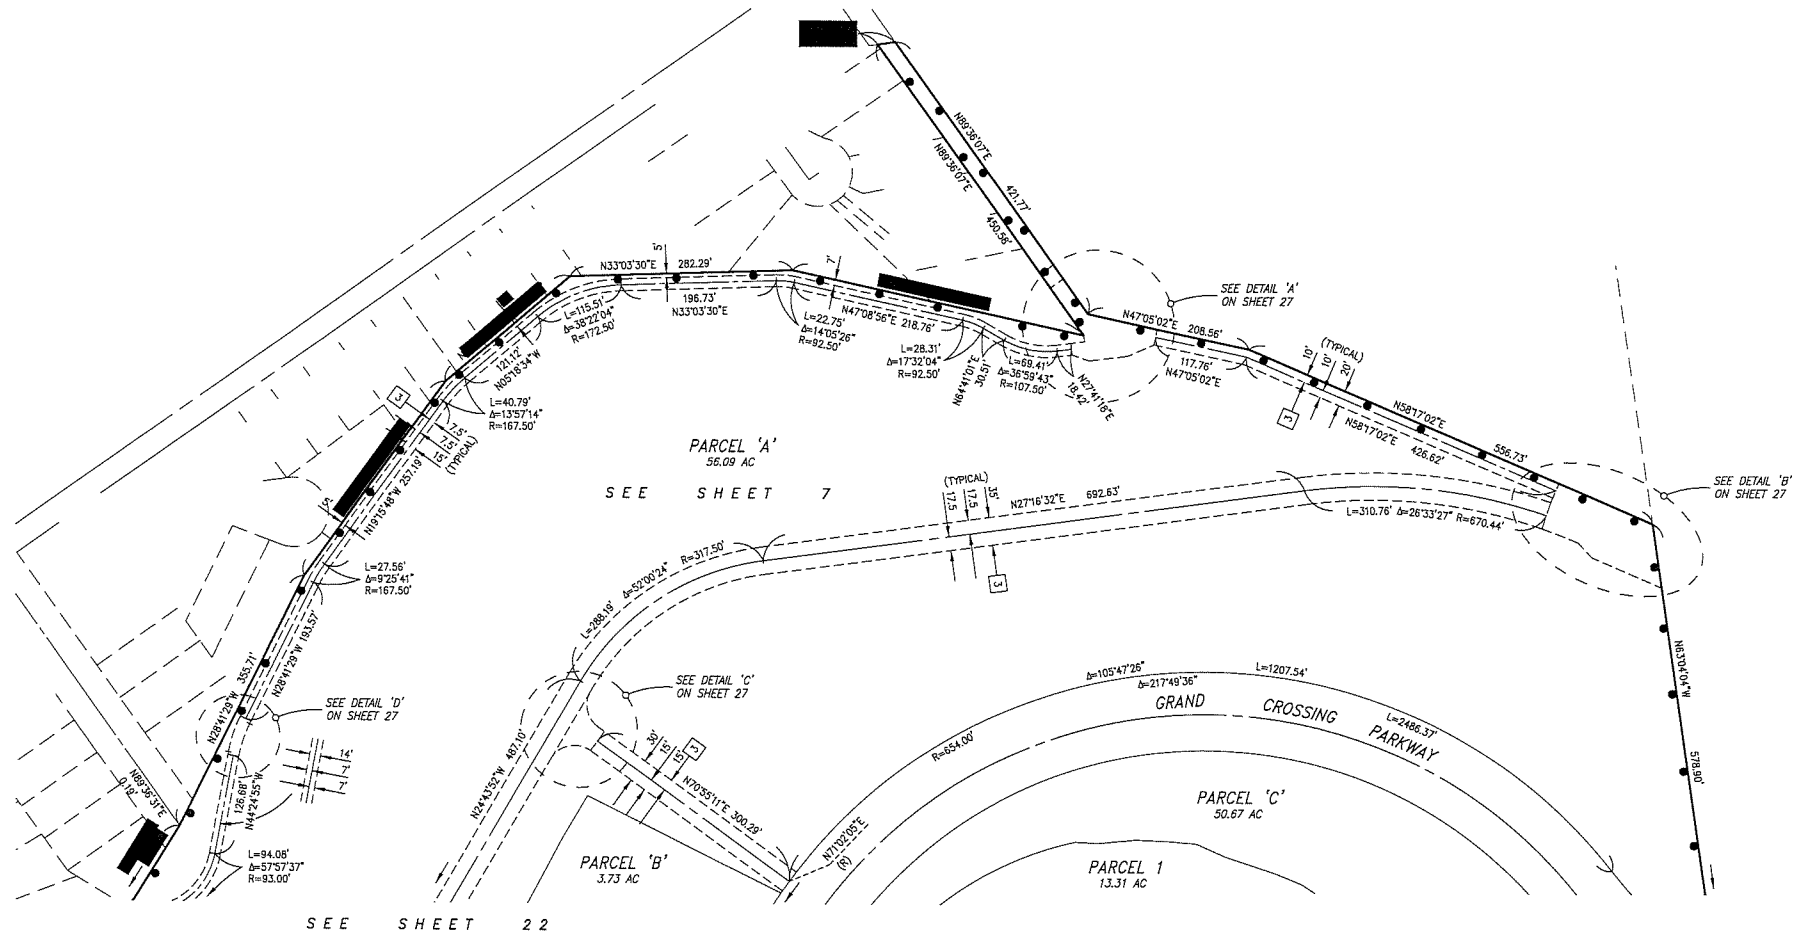 N89°36'07"E
421.77'
N89°36'07"E
450.58'
N33°03'30"E 282.29'
5'
196.73'
N33°03'30"E
7'
L=115.51'
Δ=38°22'04"
R=172.50'
121.12'
N05°18'34"W
L=22.75'
Δ=14°05'26"
R=92.50'
N47°08'56"E 218.76'
L=28.31'
Δ=17°32'04"
R=92.50'
N64°41'01"E
30.51'
L=69.41'
Δ=36°59'43"
R=107.50'
N27°41'18"E
18.42'
SEE DETAIL 'A'
ON SHEET 27
N47°05'02"E 208.56'
117.76'
N47°05'02"E
(TYPICAL)
10'
10'
20'
3
N58°17'02"E 556.73'
N58°17'02"E 426.62'
SEE DETAIL 'B'
ON SHEET 27
3
L=40.79'
Δ=13°57'14"
R=167.50'
7.5'
7.5'
15'
(TYPICAL)
N19°15'48"W 257.19'
15'
PARCEL 'A'
56.09 AC
SEE SHEET 7
(TYPICAL)
17.5
17.5
35'
3
N27°16'32"E 692.63'
L=310.76' Δ=26°33'27" R=670.44'
L=27.56'
Δ=9°25'41"
R=167.50'
N28°41'29"W 193.57'
N28°41'29"W 355.71'
L=288.19' Δ=52°00'24" R=317.50'
SEE DETAIL 'D'
ON SHEET 27
SEE DETAIL 'C'
ON SHEET 27
14'
7'
7'
N89°36'31"E
0.19'
126.68'
N44°24'55"W
L=94.08'
Δ=57°57'37"
R=93.00'
N24°43'52"W 487.10'
30'
15'
15'
3
N70°55'11"E 300.29'
N71°02'05"E
(R)
R=654.00'
Δ=105°47'26" L=1207.54'
Δ=217°49'36" L=2486.37'
GRAND CROSSING PARKWAY
N63°04'04"W
578.90'
PARCEL 'B'
3.73 AC
PARCEL 'C'
50.67 AC
PARCEL 1
13.31 AC
SEE SHEET 22